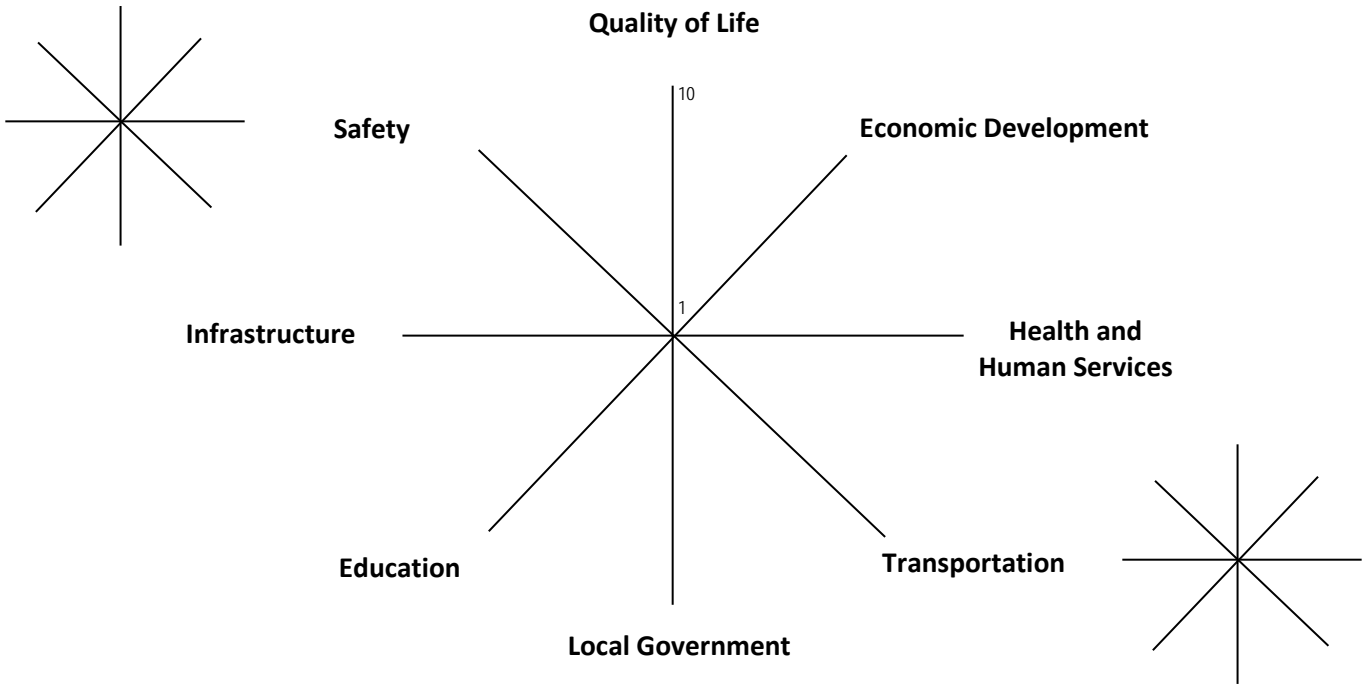 Quality of Life
10
Safety
Economic Development
1
Infrastructure
Health and
Human Services
Education
Transportation
Local Government